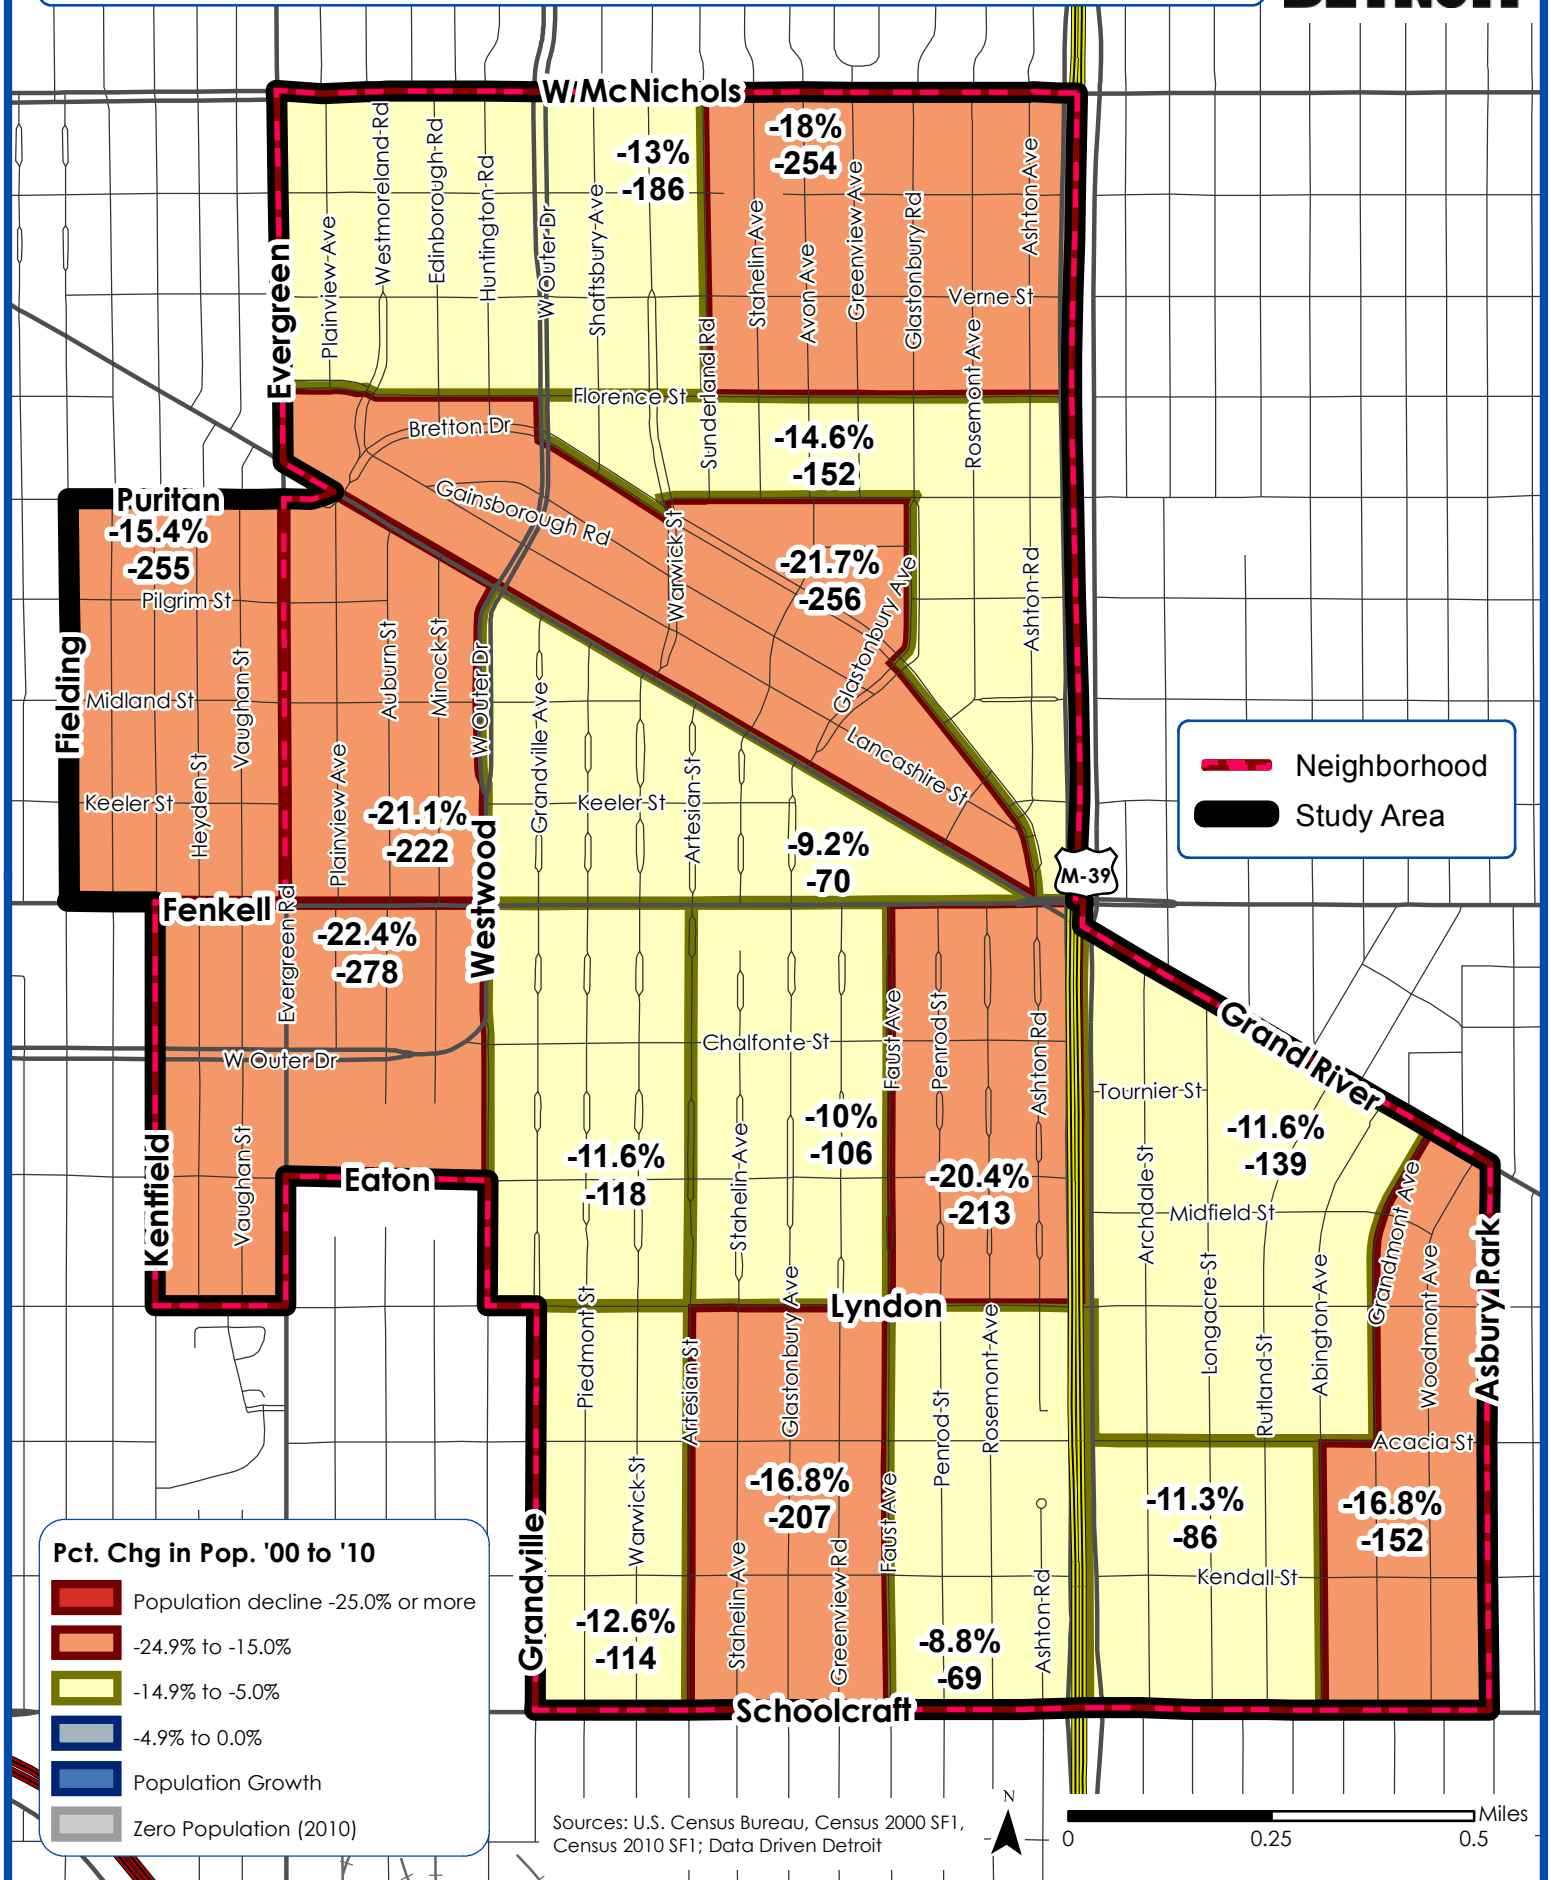 W McNichols
-13%
-186
-18%
-254
Westmoreland Rd
Edinborough Rd
Huntington Rd
Plainview Ave
W Outer Dr
Shaftsbury Ave
Sunderland Rd
Stahelin Ave
Avon Ave
Greenview Ave
Glastonbury Rd
Ashton Ave
Rosemont Ave
Verne St
Evergreen
Florence St
Bretton Dr
-14.6%
-152
Puritan
-15.4%
-255
Gainsborough Rd
Warwick St
-21.7%
-256
Glastonbury Ave
Ashton Rd
Pilgrim St
Fielding
Midland St
Vaughan St
Auburn St
Minock St
W Outer Dr
Grandville Ave
Lancashire St
Keeler St
Heyden St
Plainview Ave
-21.1%
-222
Keeler St
Artesian St
-9.2%
-70
Westwood
Neighborhood
Study Area
M-39
Fenkell
Evergreen Rd
-22.4%
-278
W Outer Dr
Chalfonte St
Faust Ave
Penrod St
Ashton Rd
Grand River
Tournier St
-11.6%
-139
-10%
-106
-11.6%
-118
Stahelin Ave
-20.4%
-213
Archdale St
Midfield St
Grandmont Ave
Kentfield
Vaughan St
Eaton
Asbury Park
Woodmont Ave
Longacre St
Rutland St
Abington Ave
Piedmont St
Lyndon
Artesian St
Glastonbury Ave
Penrod St
Rosemont Ave
Acacia St
Warwick St
-16.8%
-207
Faust Ave
-11.3%
-86
-16.8%
-152
Grandville
Stahelin Ave
Greenview Rd
Ashton Rd
Kendall St
-12.6%
-114
-8.8%
-69
Schoolcraft
Pct. Chg in Pop. '00 to '10
Population decline -25.0% or more
-24.9% to -15.0%
-14.9% to -5.0%
-4.9% to 0.0%
Population Growth
Zero Population (2010)
Sources: U.S. Census Bureau, Census 2000 SF1,
Census 2010 SF1; Data Driven Detroit
N
Miles
0 0.25 0.5